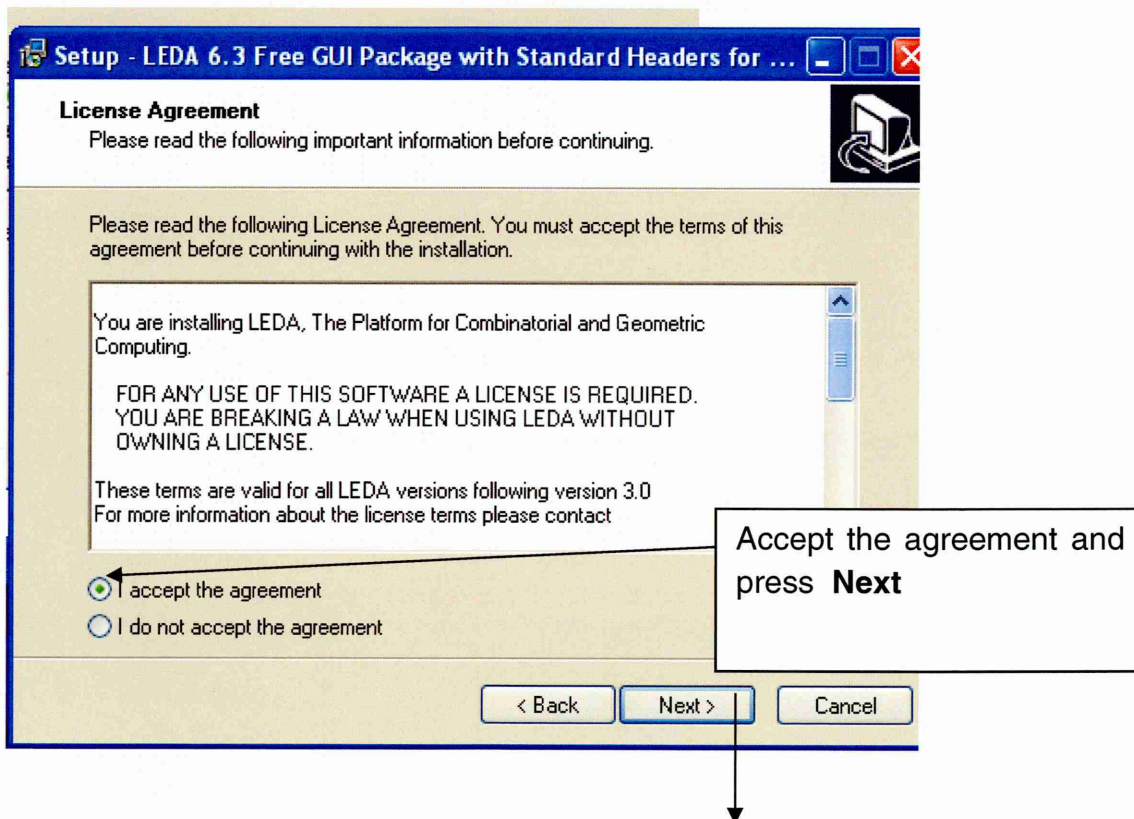 Setup - LEDA 6.3 Free GUI Package with Standard Headers for ...
License Agreement
Please read the following important information before continuing.
Please read the following License Agreement. You must accept the terms of this
agreement before continuing with the installation.
You are installing LEDA, The Platform for Combinatorial and Geometric
Computing.
FOR ANY USE OF THIS SOFTWARE A LICENSE IS REQUIRED.
YOU ARE BREAKING A LAW WHEN USING LEDA WITHOUT
OWNING A LICENSE.
These terms are valid for all LEDA versions following version 3.0
For more information about the license terms please contact
Accept the agreement and
press Next
I accept the agreement
I do not accept the agreement
< Back
Next >
Cancel